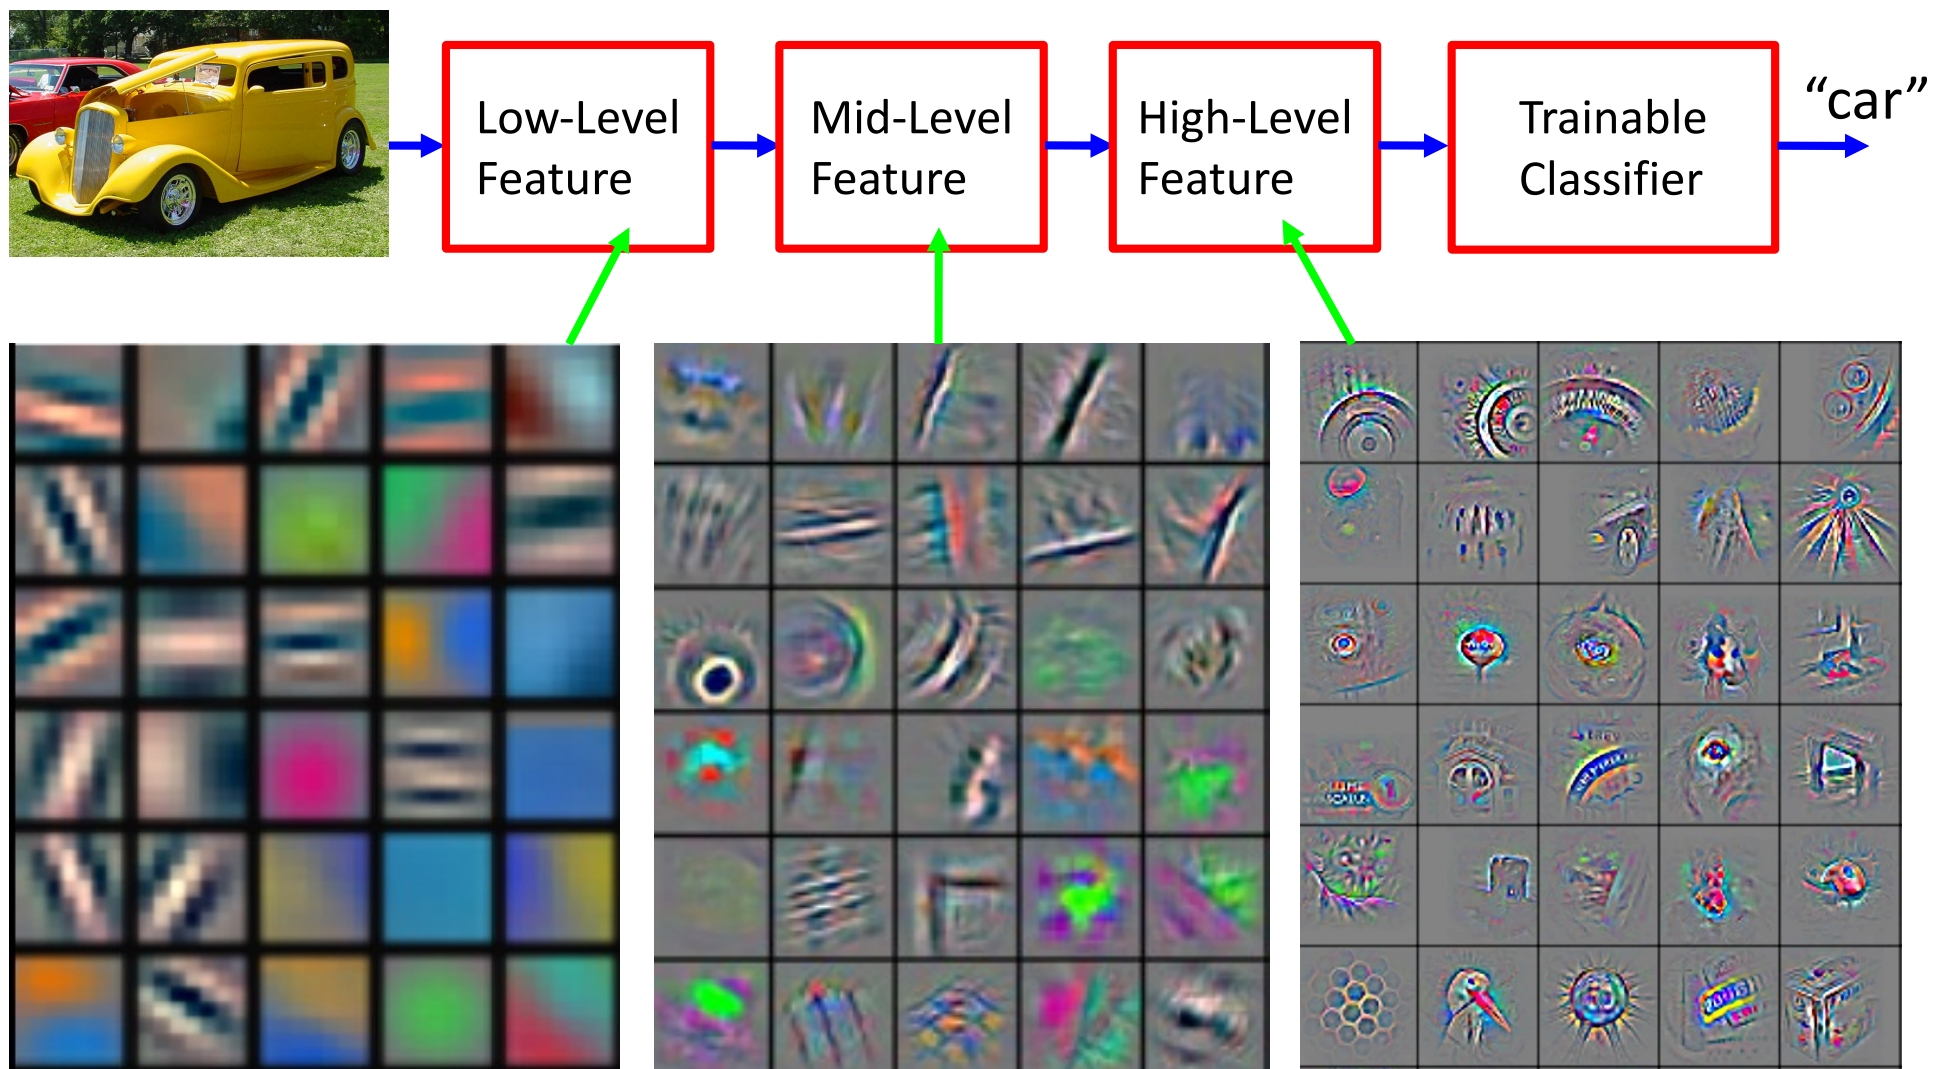 Low-Level
Feature
Mid-Level
Feature
High-Level
Feature
Trainable
Classifier
“car”